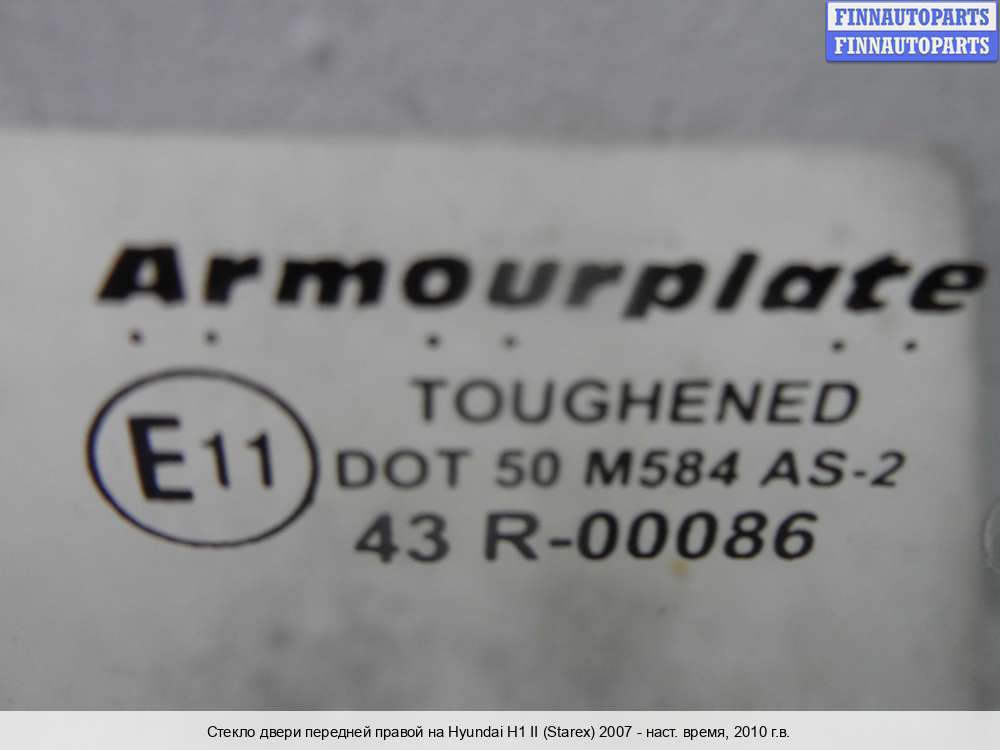 FINNAUTOPARTS
FINNAUTOPARTS
Armourplate
TOUGHENED
E11
DOT 50 M584 AS-2
43 R-00086
Стекло двери передней правой на Hyundai H1 II (Starex) 2007 - наст. время, 2010 г.в.